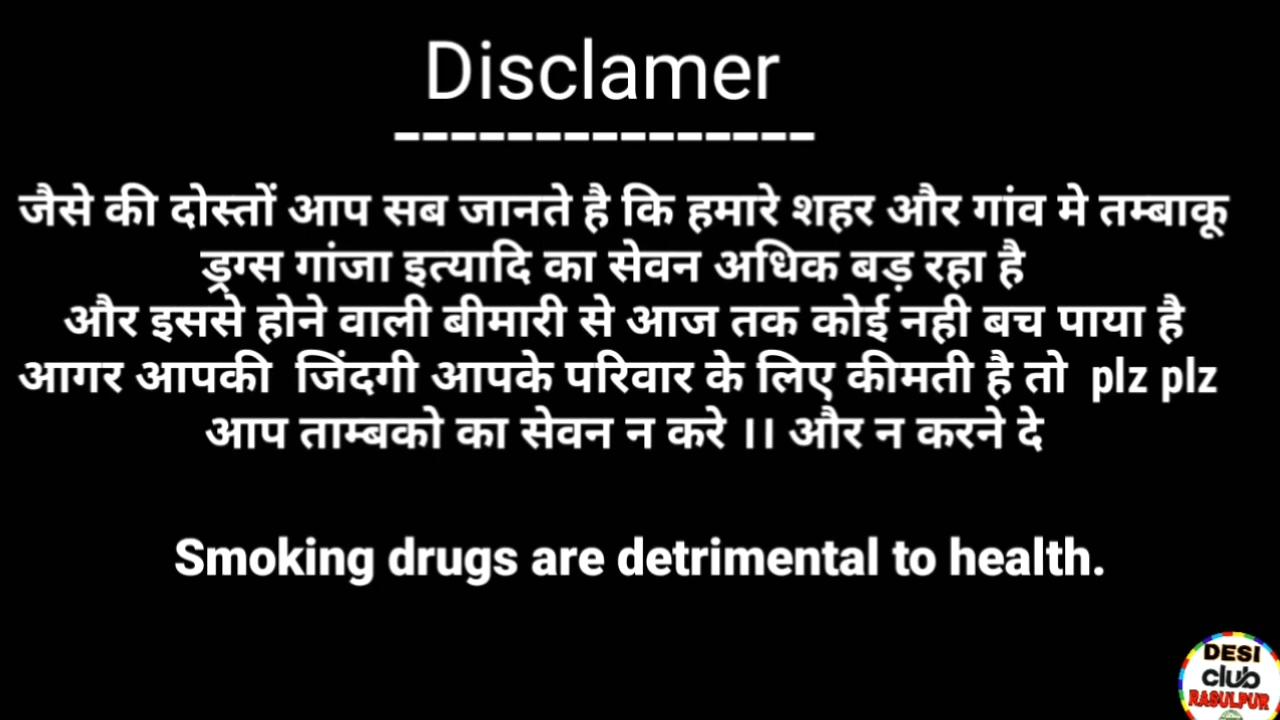 Disclamer
---------------
जैसे की दोस्तों आप सब जानते है कि हमारे शहर और गांव मे तम्बाकू
ड्रग्स गांजा इत्यादि का सेवन अधिक बड़ रहा है
और इससे होने वाली बीमारी से आज तक कोई नही बच पाया है
आगर आपकी जिंदगी आपके परिवार के लिए कीमती है तो plz plz
आप ताम्बको का सेवन न करे ।। और न करने दे
Smoking drugs are detrimental to health.
DESI
club
RASULPUR